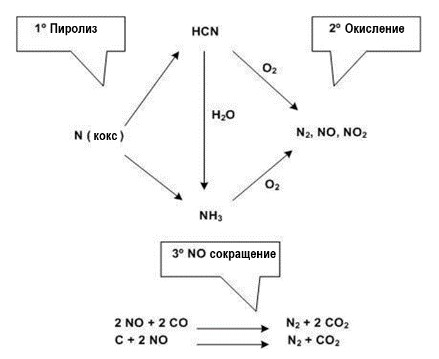 1º Пиролиз
HCN
2º Окисление
O₂
H₂O
N ( кокс )
N₂, NO, NO₂
O₂
NH₃
3º NO сокращение
2 NO + 2 CO → N₂ + 2 CO₂
C + 2 NO → N₂ + CO₂